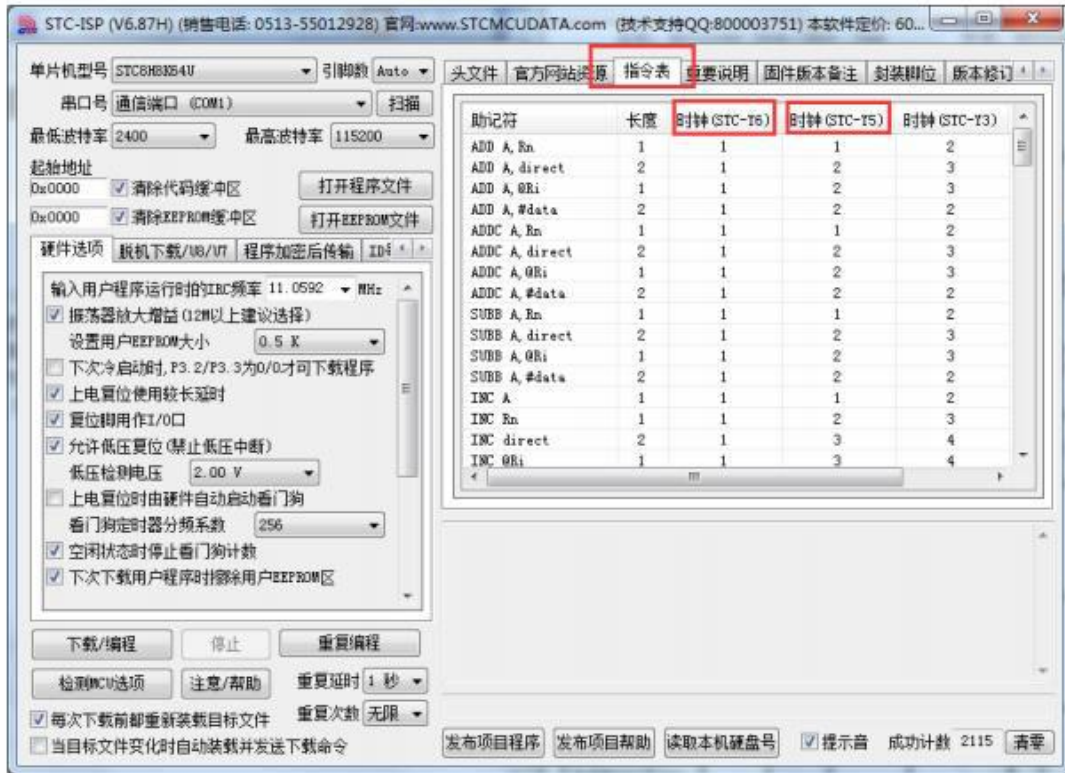 STC-ISP (V6.87H) (销售电话: 0513-55012928) 官网:www.STCMCUDATA.com (技术支持QQ:800003751) 本软件定价: 60...
单片机型号 STC8H8K64U 引脚数 Auto
串口号 通信端口 (COM1) 扫描
最低波特率 2400 最高波特率 115200
起始地址
0x0000 清除代码缓冲区 打开程序文件
0x0000 清除EEPROM缓冲区 打开EEPROM文件
硬件选项 脱机下载/U8/U7 程序加密后传输
输入用户程序运行时的IRC频率 11.0592 MHz
振荡器放大增益(12M以上建议选择)
设置用户EEPROM大小 0.5 K
下次冷启动时,P3.2/P3.3为0/0才可下载程序
上电复位使用较长延时
复位脚用作I/O口
允许低压复位(禁止低压中断)
低压检测电压 2.00 V
上电复位时由硬件自动启动看门狗
看门狗定时器分频系数 256
空闲状态时停止看门狗计数
下次下载用户程序时擦除用户EEPROM区
下载/编程 停止 重复编程
检测MCU选项 注意/帮助 重复延时 1 秒
每次下载前都重新装载目标文件 重复次数 无限
当目标文件变化时自动装载并发送下载命令
头文件 官方网站资源 指令表 重要说明 固件版本备注 封装脚位 版本修订
助记符 长度 时钟(STC-Y6) 时钟(STC-Y5) 时钟(STC-Y3)
ADD A, Rn 1 1 1 2
ADD A, direct 2 1 2 3
ADD A, @Ri 1 1 2 3
ADD A, #data 2 1 2 2
ADDC A, Rn 1 1 1 2
ADDC A, direct 2 1 2 3
ADDC A, @Ri 1 1 2 3
ADDC A, #data 2 1 2 2
SUBB A, Rn 1 1 1 2
SUBB A, direct 2 1 2 3
SUBB A, @Ri 1 1 2 3
SUBB A, #data 2 1 2 2
INC A 1 1 1 2
INC Rn 1 1 2 3
INC direct 2 1 3 4
INC @Ri 1 1 3 4
发布项目程序 发布项目帮助 读取本机硬盘号 提示音 成功计数 2115 清零